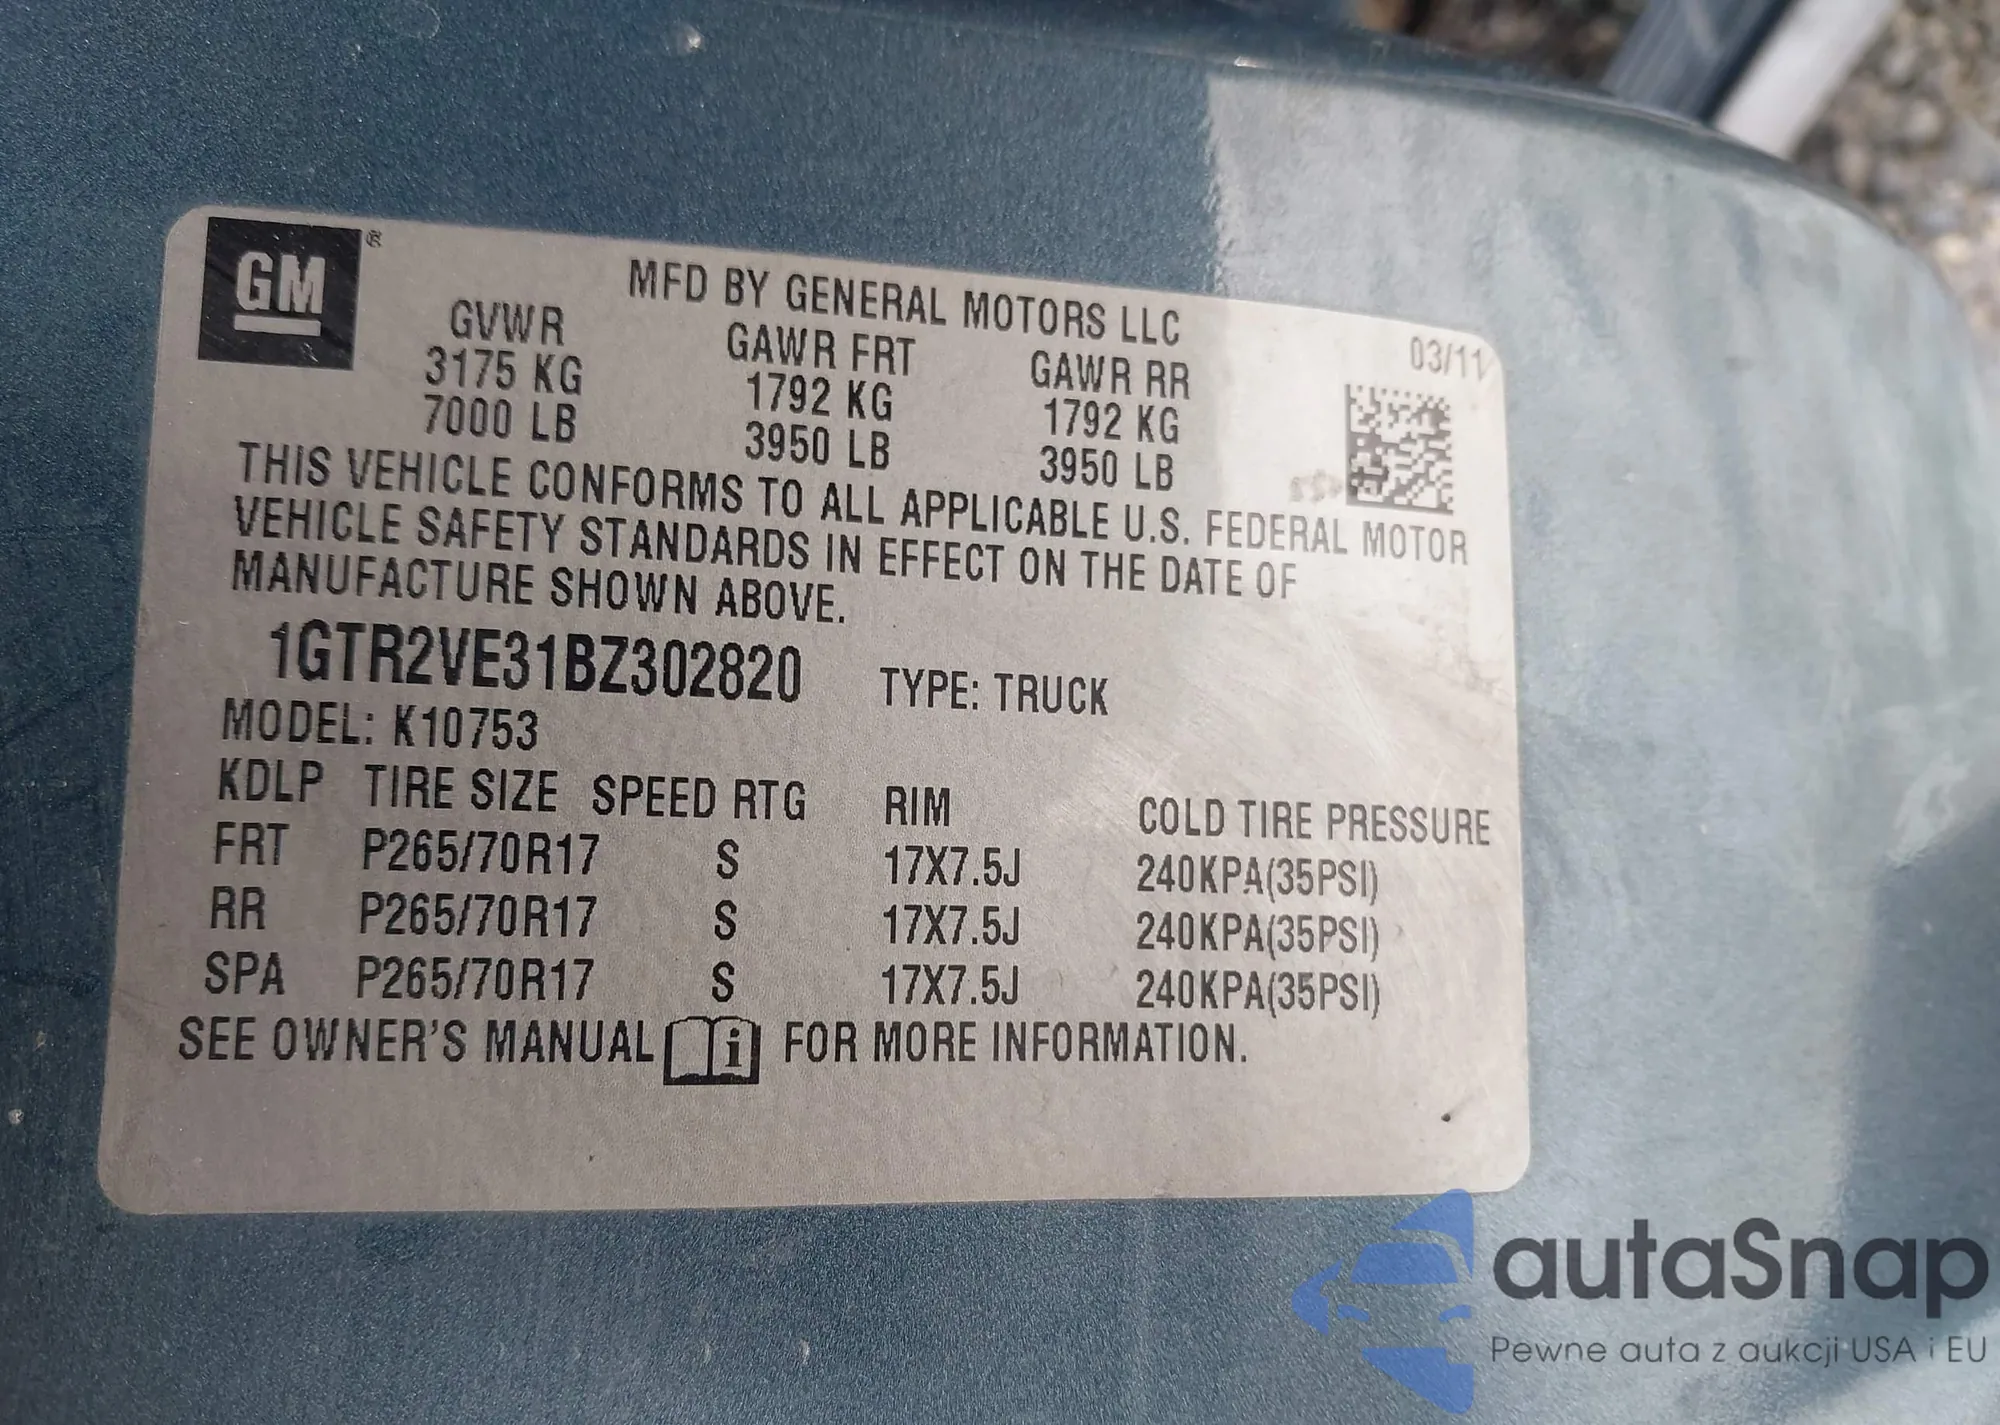 GM ®
MFD BY GENERAL MOTORS LLC
03/11
GVWR GAWR FRT GAWR RR
3175 KG 1792 KG 1792 KG
7000 LB 3950 LB 3950 LB
THIS VEHICLE CONFORMS TO ALL APPLICABLE U.S. FEDERAL MOTOR
VEHICLE SAFETY STANDARDS IN EFFECT ON THE DATE OF
MANUFACTURE SHOWN ABOVE.
1GTR2VE31BZ302820 TYPE: TRUCK
MODEL: K10753
KDLP TIRE SIZE SPEED RTG RIM COLD TIRE PRESSURE
FRT P265/70R17 S 17X7.5J 240KPA(35PSI)
RR P265/70R17 S 17X7.5J 240KPA(35PSI)
SPA P265/70R17 S 17X7.5J 240KPA(35PSI)
SEE OWNER'S MANUAL i FOR MORE INFORMATION.
autaSnap
Pewne auta z aukcji USA i EU